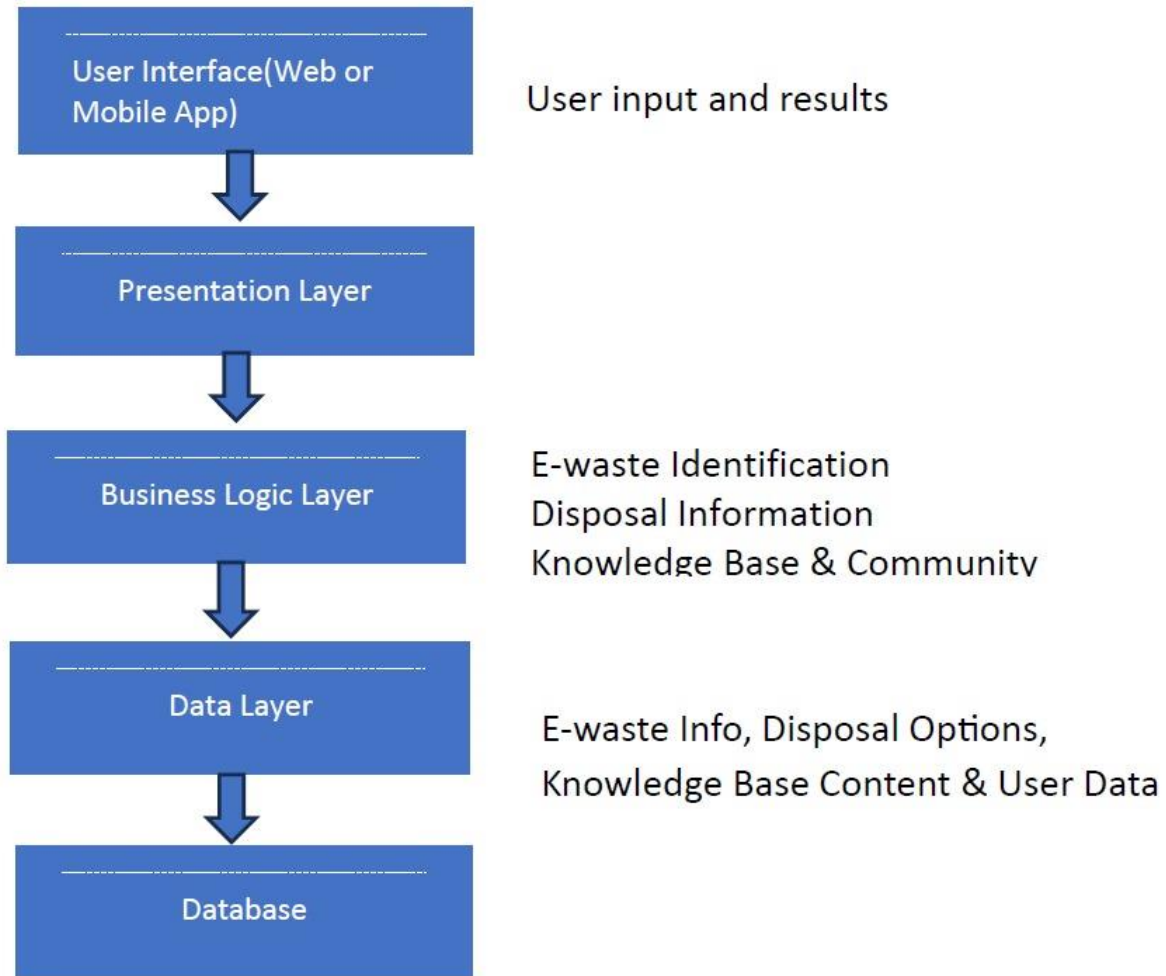 User Interface(Web or
Mobile App)
User input and results
Presentation Layer
Business Logic Layer
E-waste Identification
Disposal Information
Knowledge Base & Community
Data Layer
E-waste Info, Disposal Options,
Knowledge Base Content & User Data
Database